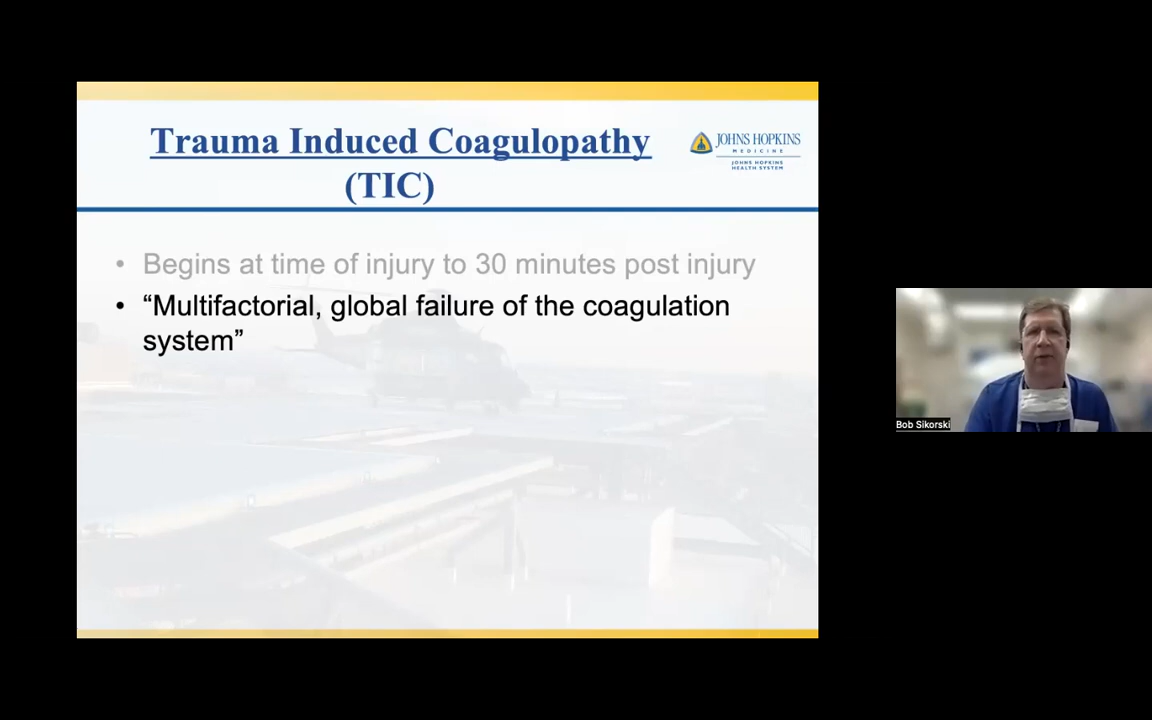 Trauma Induced Coagulopathy
(TIC)
JOHNS HOPKINS
MEDICINE
JOHNS HOPKINS
HEALTH SYSTEM
• Begins at time of injury to 30 minutes post injury
• “Multifactorial, global failure of the coagulation
system”
Bob Sikorski